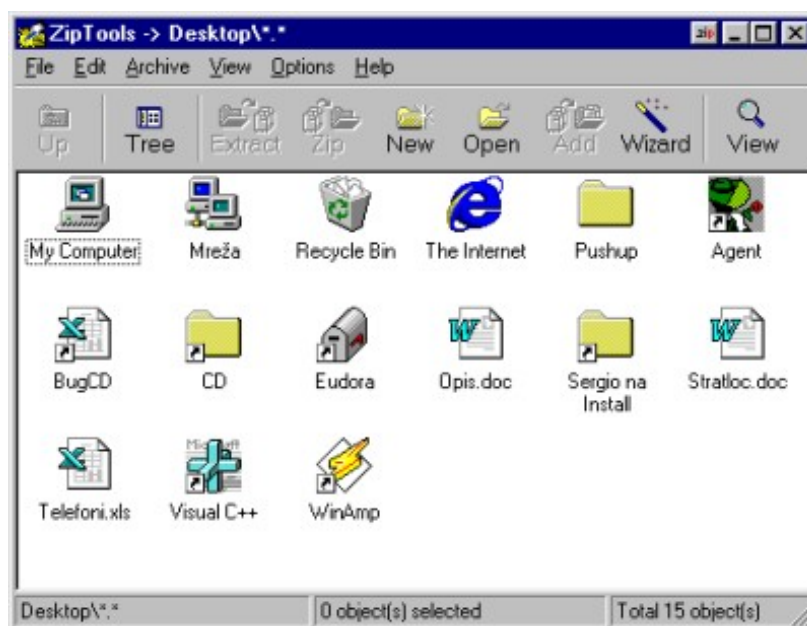 ZipTools -> Desktop\*.*
zip
File Edit Archive View Options Help
Up Tree Extract Zip New Open Add Wizard View
My Computer Mreža Recycle Bin The Internet Pushup Agent
BugCD CD Eudora Opis.doc Sergio na Stratloc.doc
Install
Microsoft
Telefoni.xls Visual C++ WinAmp
Desktop\*.* 0 object(s) selected Total 15 object(s)